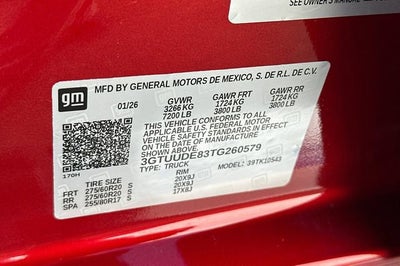 SEE OWNER'S MANUAL
gm
MFD BY GENERAL MOTORS DE MEXICO, S. DE R.L. DE C.V.
01/26 GVWR GAWR FRT GAWR RR
3266 KG 1724 KG 1724 KG
7200 LB 3800 LB 3800 LB
THIS VEHICLE CONFORMS TO ALL
APPLICABLE U.S. FEDERAL MOTOR
VEHICLE SAFETY STANDARDS IN
EFFECT ON THE DATE OF
MANUFACTURE SHOWN ABOVE.
3GTUUDE83TG260579
170H TYPE: TRUCK MODEL: 39TK10543
TIRE SIZE RIM
FRT 275/60R20 S 20X9J
RR 275/60R20 S 20X9J
SPA 255/80R17 S 17X8J